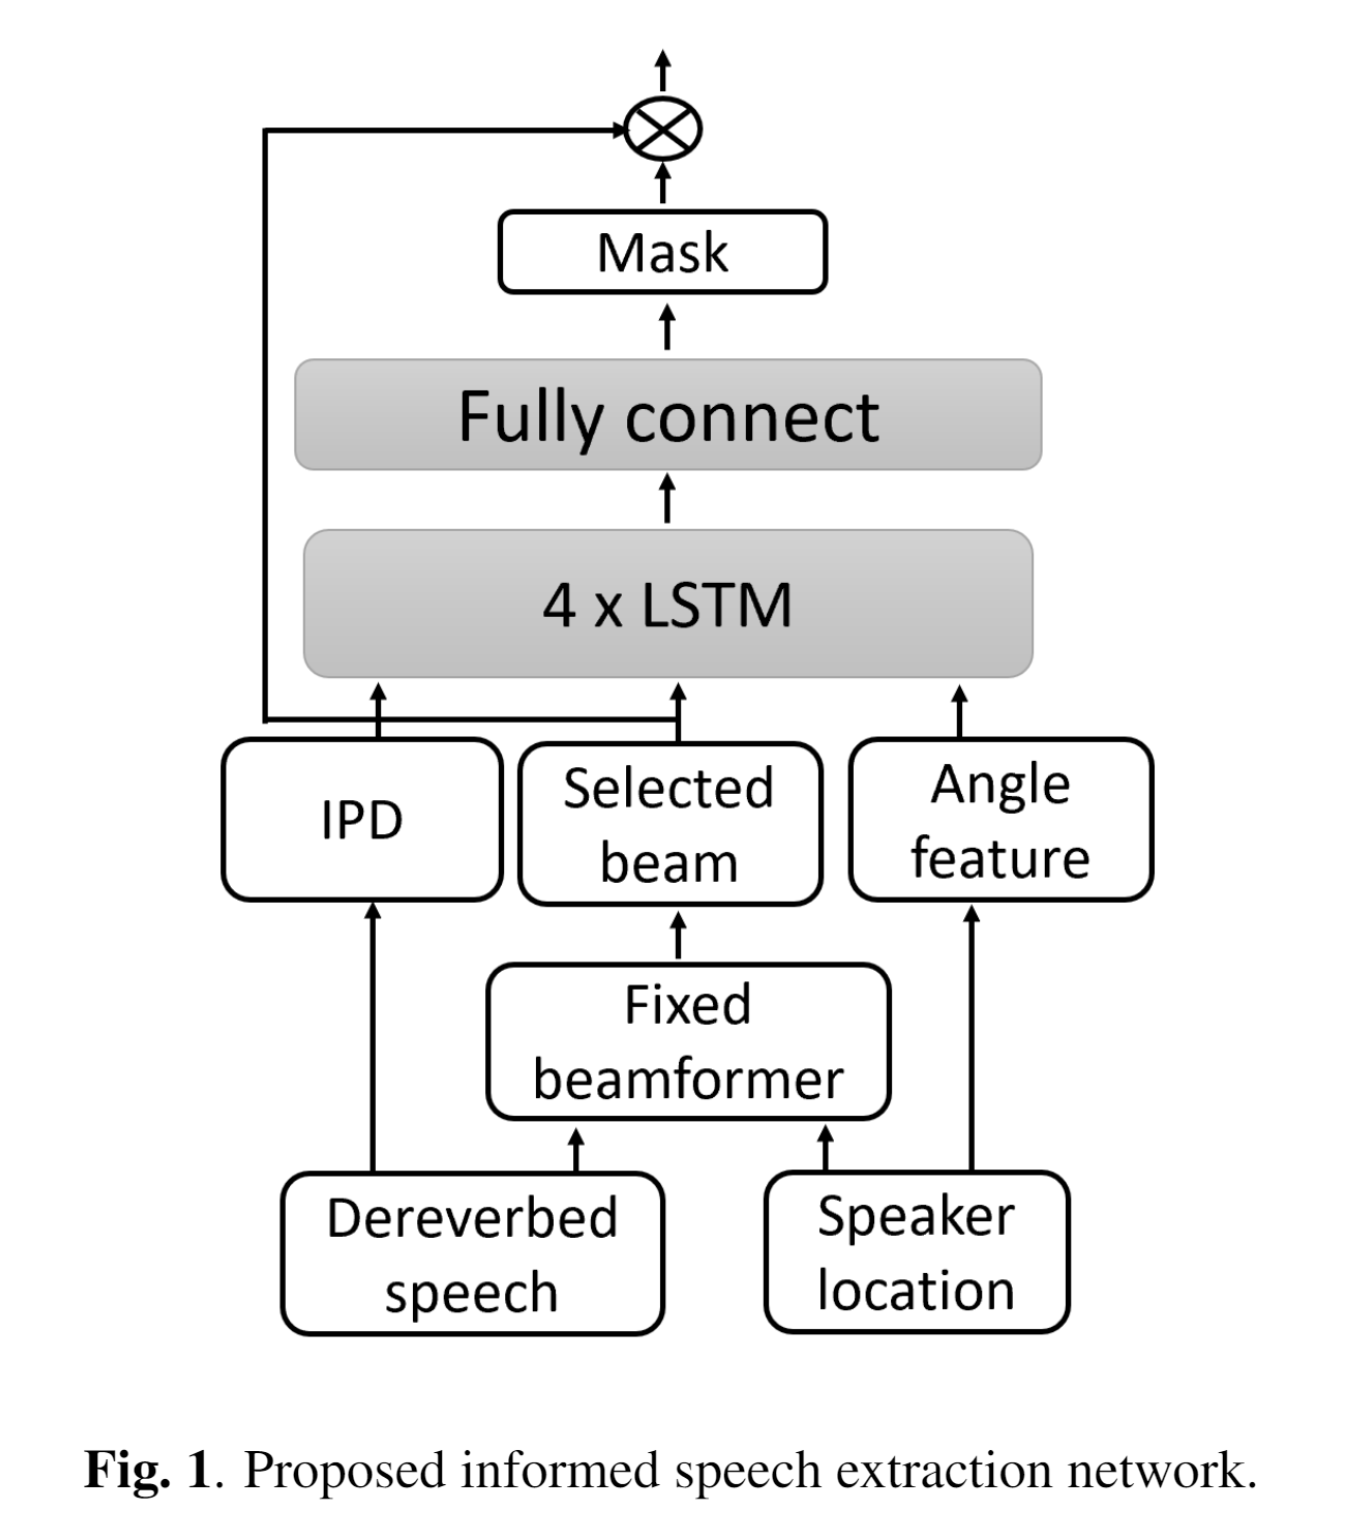 Mask
Fully connect
4 x LSTM
IPD
Selected
beam
Angle
feature
Fixed
beamformer
Dereverbed
speech
Speaker
location
Fig. 1. Proposed informed speech extraction network.